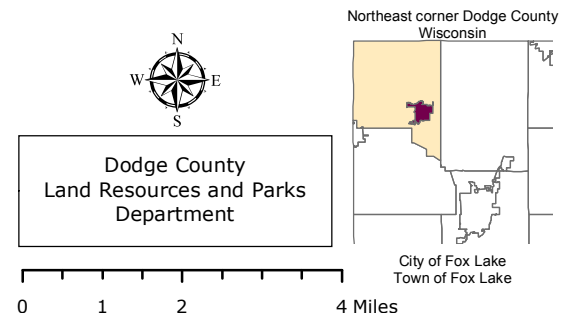 N
W E
S
Dodge County
Land Resources and Parks
Department
0 1 2 4 Miles
Northeast corner Dodge County
Wisconsin
City of Fox Lake
Town of Fox Lake